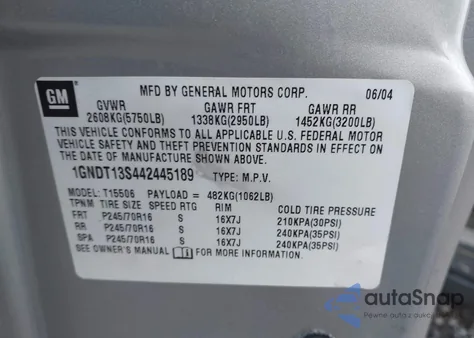 GM
MFD BY GENERAL MOTORS CORP. 06/04
GVWR GAWR FRT GAWR RR
2608KG(5750LB) 1338KG(2950LB) 1452KG(3200LB)
THIS VEHICLE CONFORMS TO ALL APPLICABLE U.S. FEDERAL MOTOR
VEHICLE SAFETY AND THEFT PREVENTION STANDARDS IN EFFECT ON
THE DATE OF MANUFACTURE SHOWN ABOVE.
1GNDT13S442445189 TYPE: M.P.V.
MODEL: T15506 PAYLOAD = 482KG(1062LB)
TPNM TIRE SIZE SPEED RTG RIM COLD TIRE PRESSURE
FRT P245/70R16 S 16X7J 210KPA(30PSI)
RR P245/70R16 S 16X7J 240KPA(35PSI)
SPA P245/70R16 S 16X7J 240KPA(35PSI)
SEE OWNER'S MANUAL FOR MORE INFORMATION
autoSnap
Pewne auta z aukcji